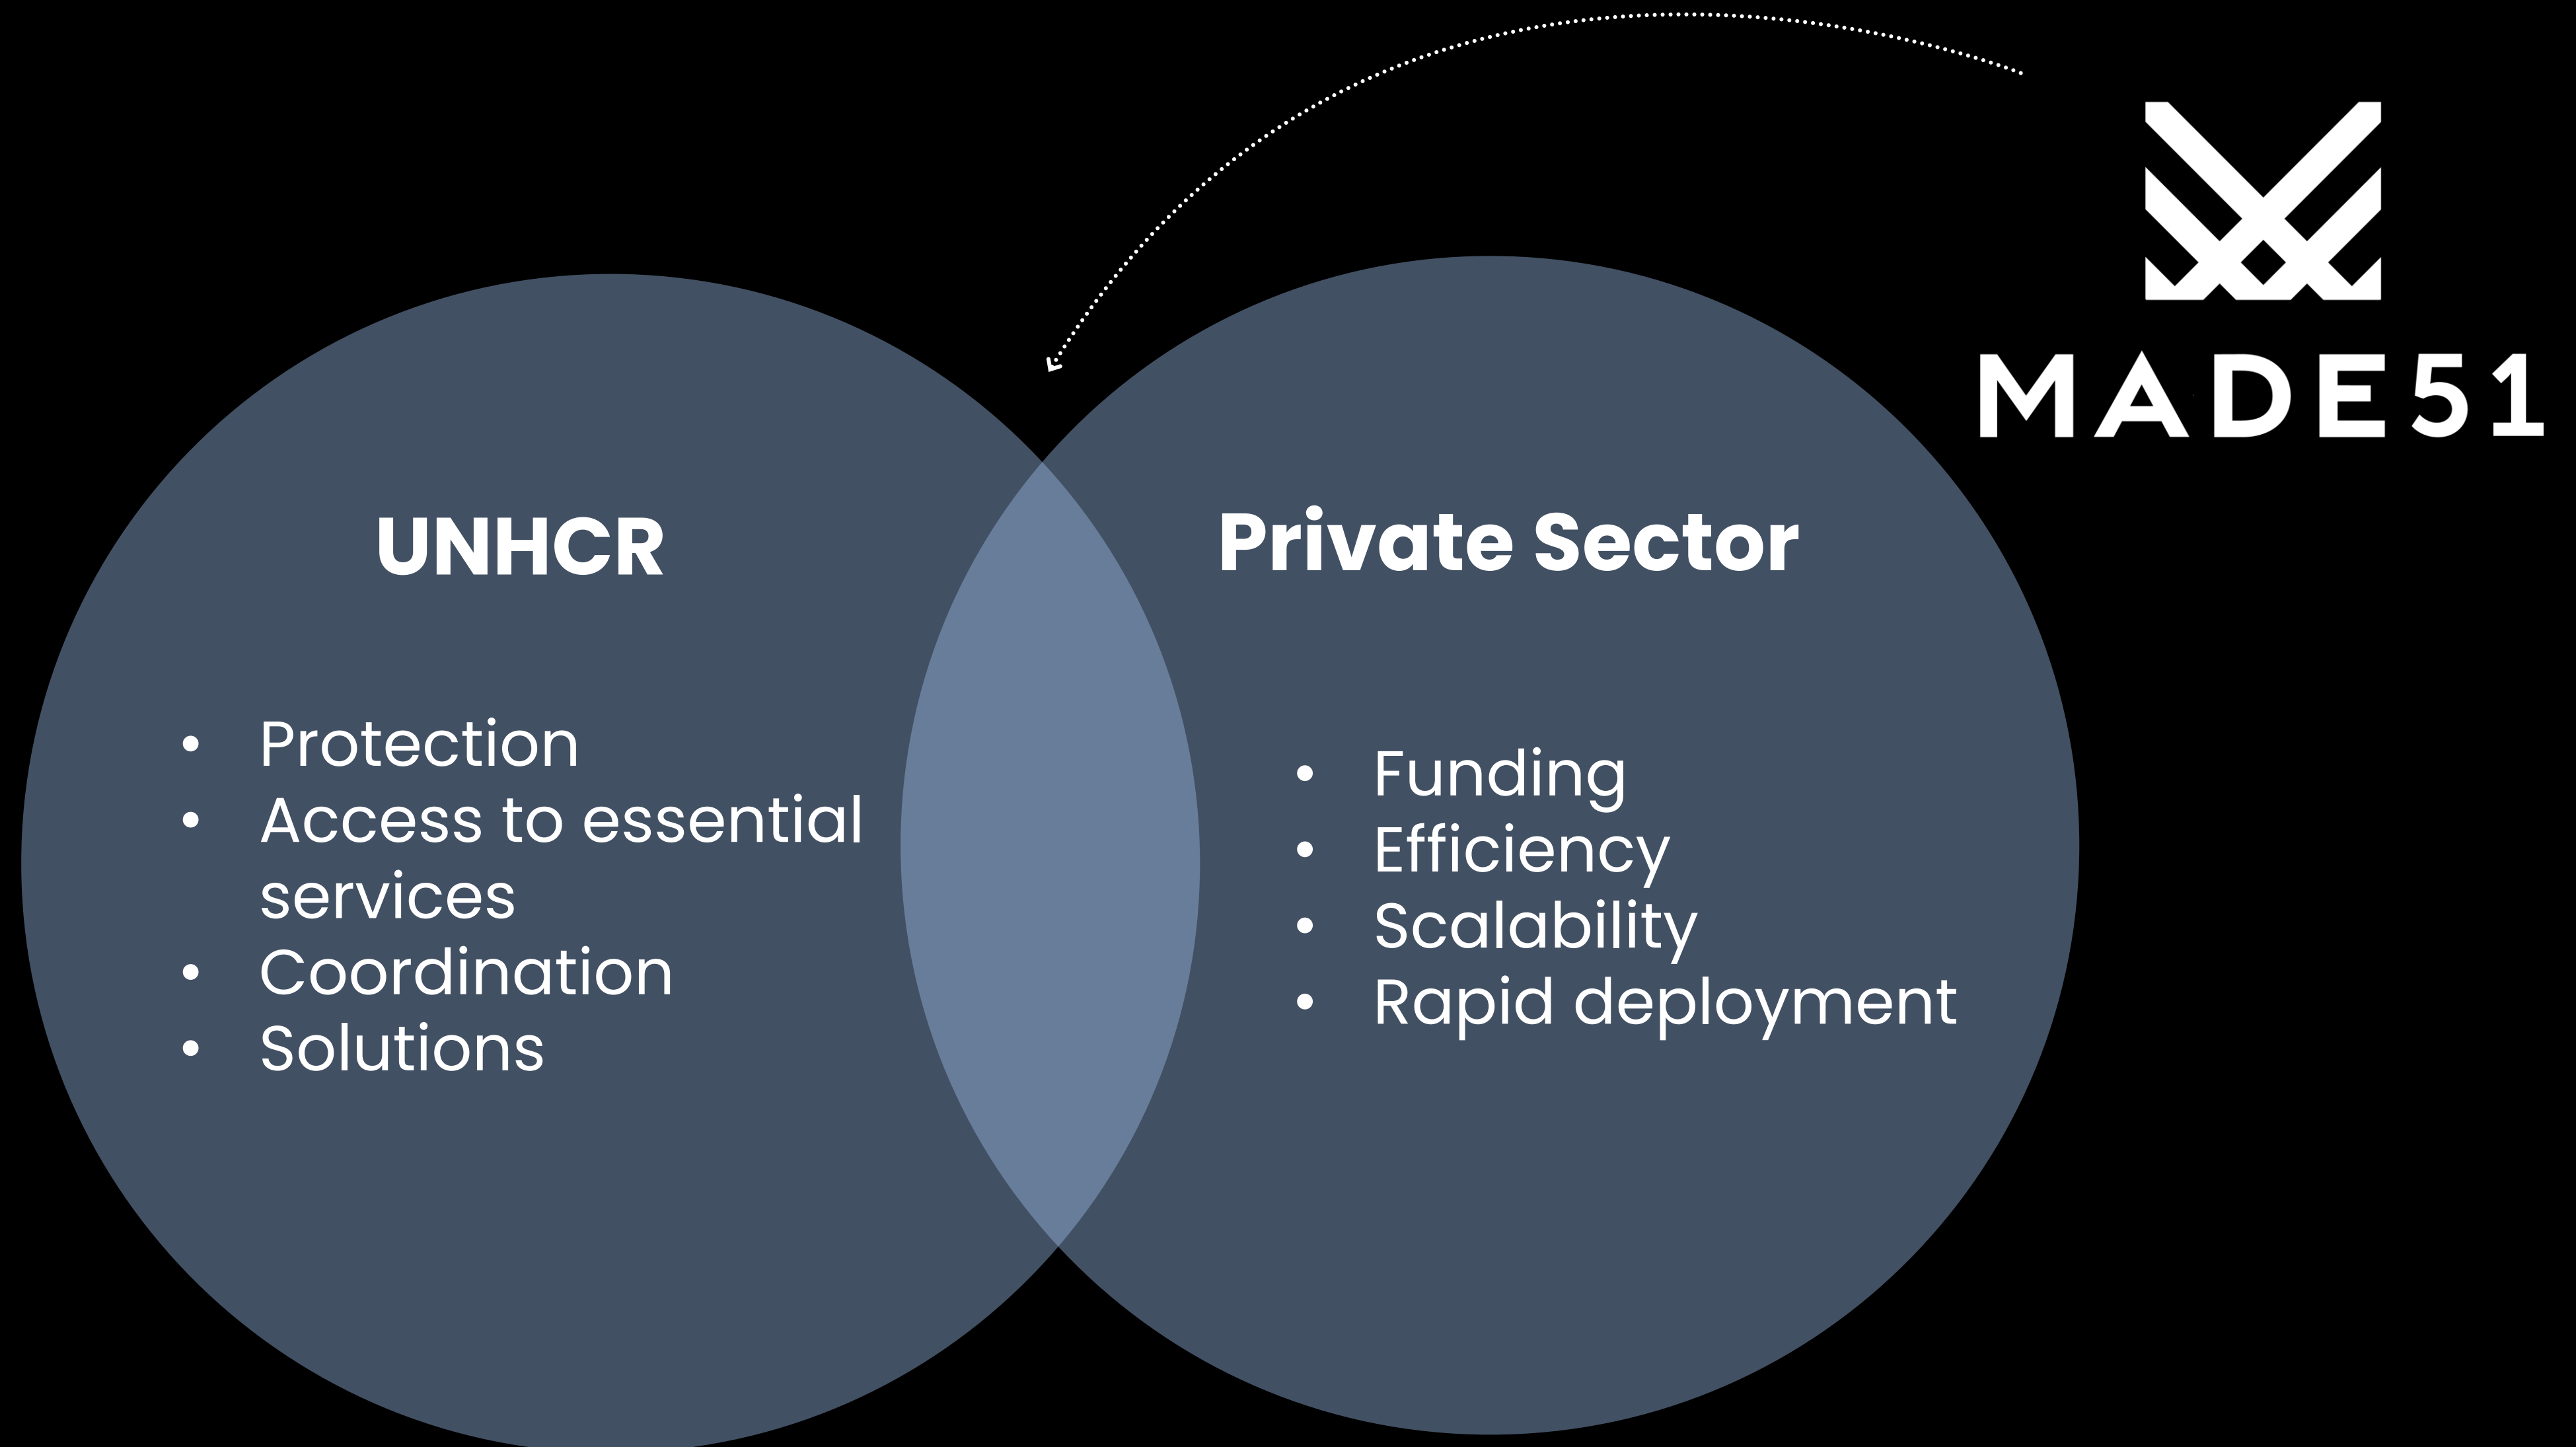 MADE51
UNHCR
• Protection
• Access to essential
services
• Coordination
• Solutions
Private Sector
• Funding
• Efficiency
• Scalability
• Rapid deployment